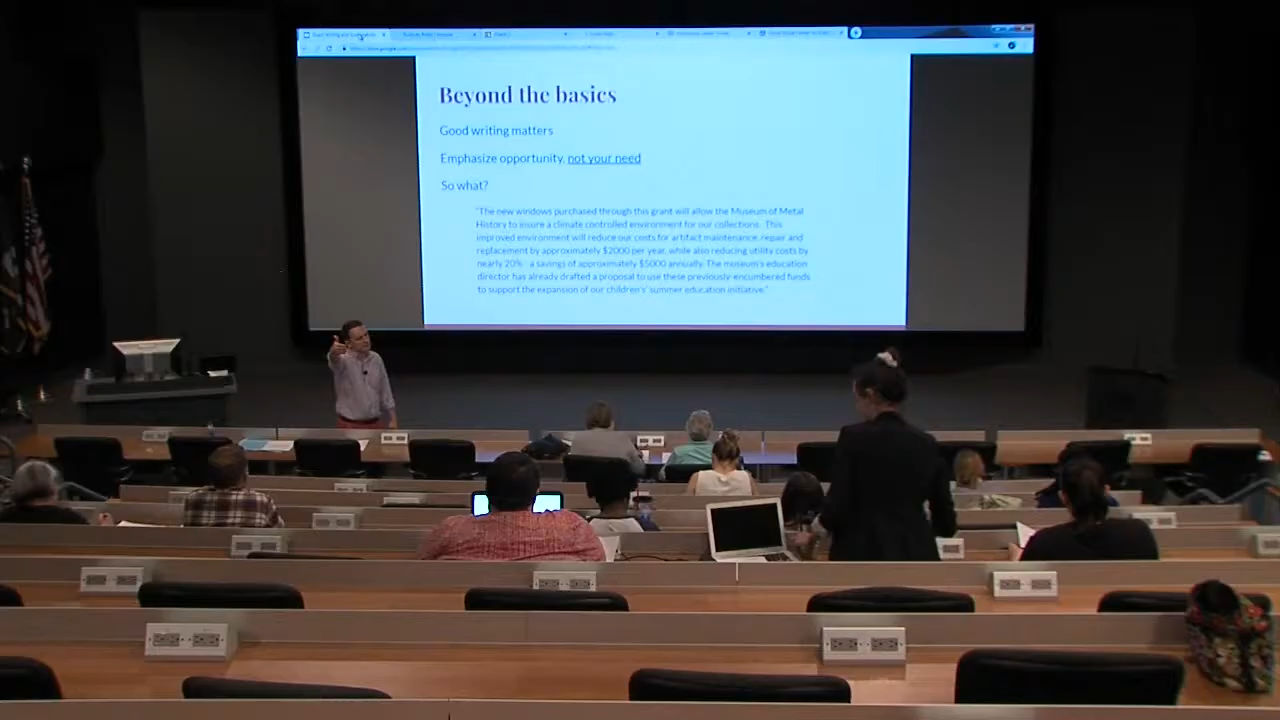 Beyond the basics
Good writing matters
Emphasize opportunity, not your need
So what?
"The new windows purchased through this grant will allow the Museum of Metal
History to insure a climate controlled environment for our collections. This
improved environment will reduce our costs for artifact maintenance, repair and
replacement by approximately $2000 per year, while also reducing utility costs by
nearly 20% - a savings of approximately $5000 annually. The museum's education
director has already drafted a proposal to use these previously-encumbered funds
to support the expansion of our children's' summer education initiative."